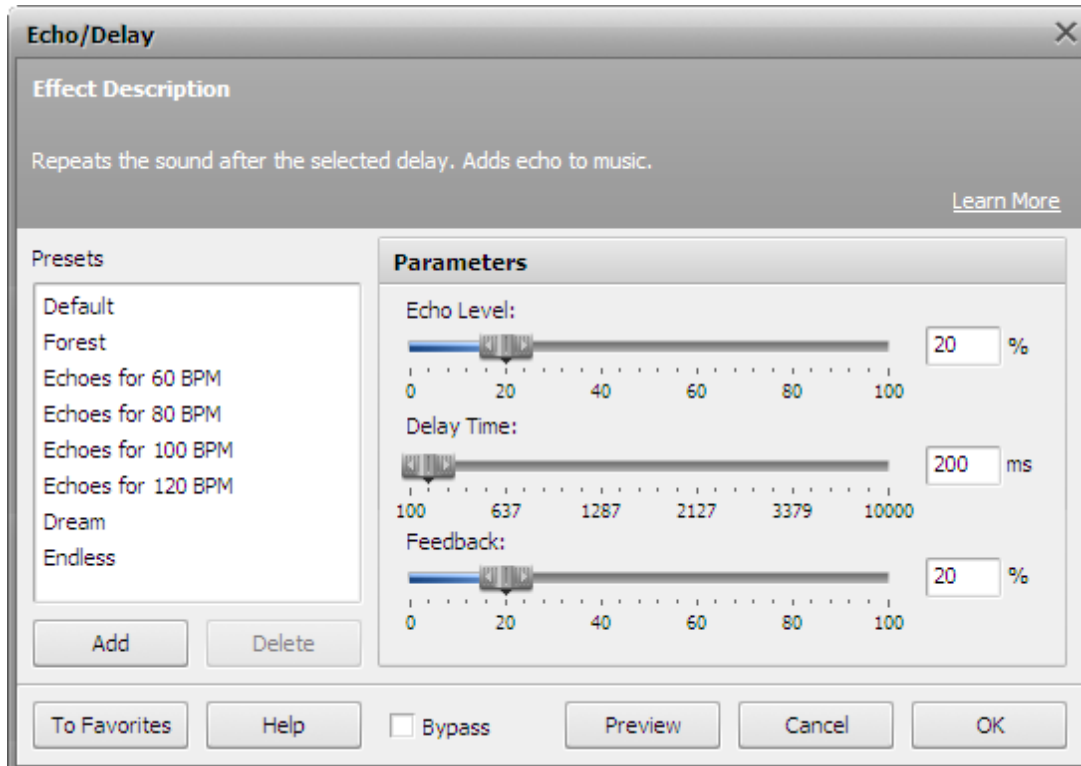 Echo/Delay
Effect Description
Repeats the sound after the selected delay. Adds echo to music.
Learn More
Presets
Default
Forest
Echoes for 60 BPM
Echoes for 80 BPM
Echoes for 100 BPM
Echoes for 120 BPM
Dream
Endless
Add Delete
Parameters
Echo Level:
20 %
0 20 40 60 80 100
Delay Time:
200 ms
100 637 1287 2127 3379 10000
Feedback:
20 %
0 20 40 60 80 100
To Favorites Help Bypass Preview Cancel OK